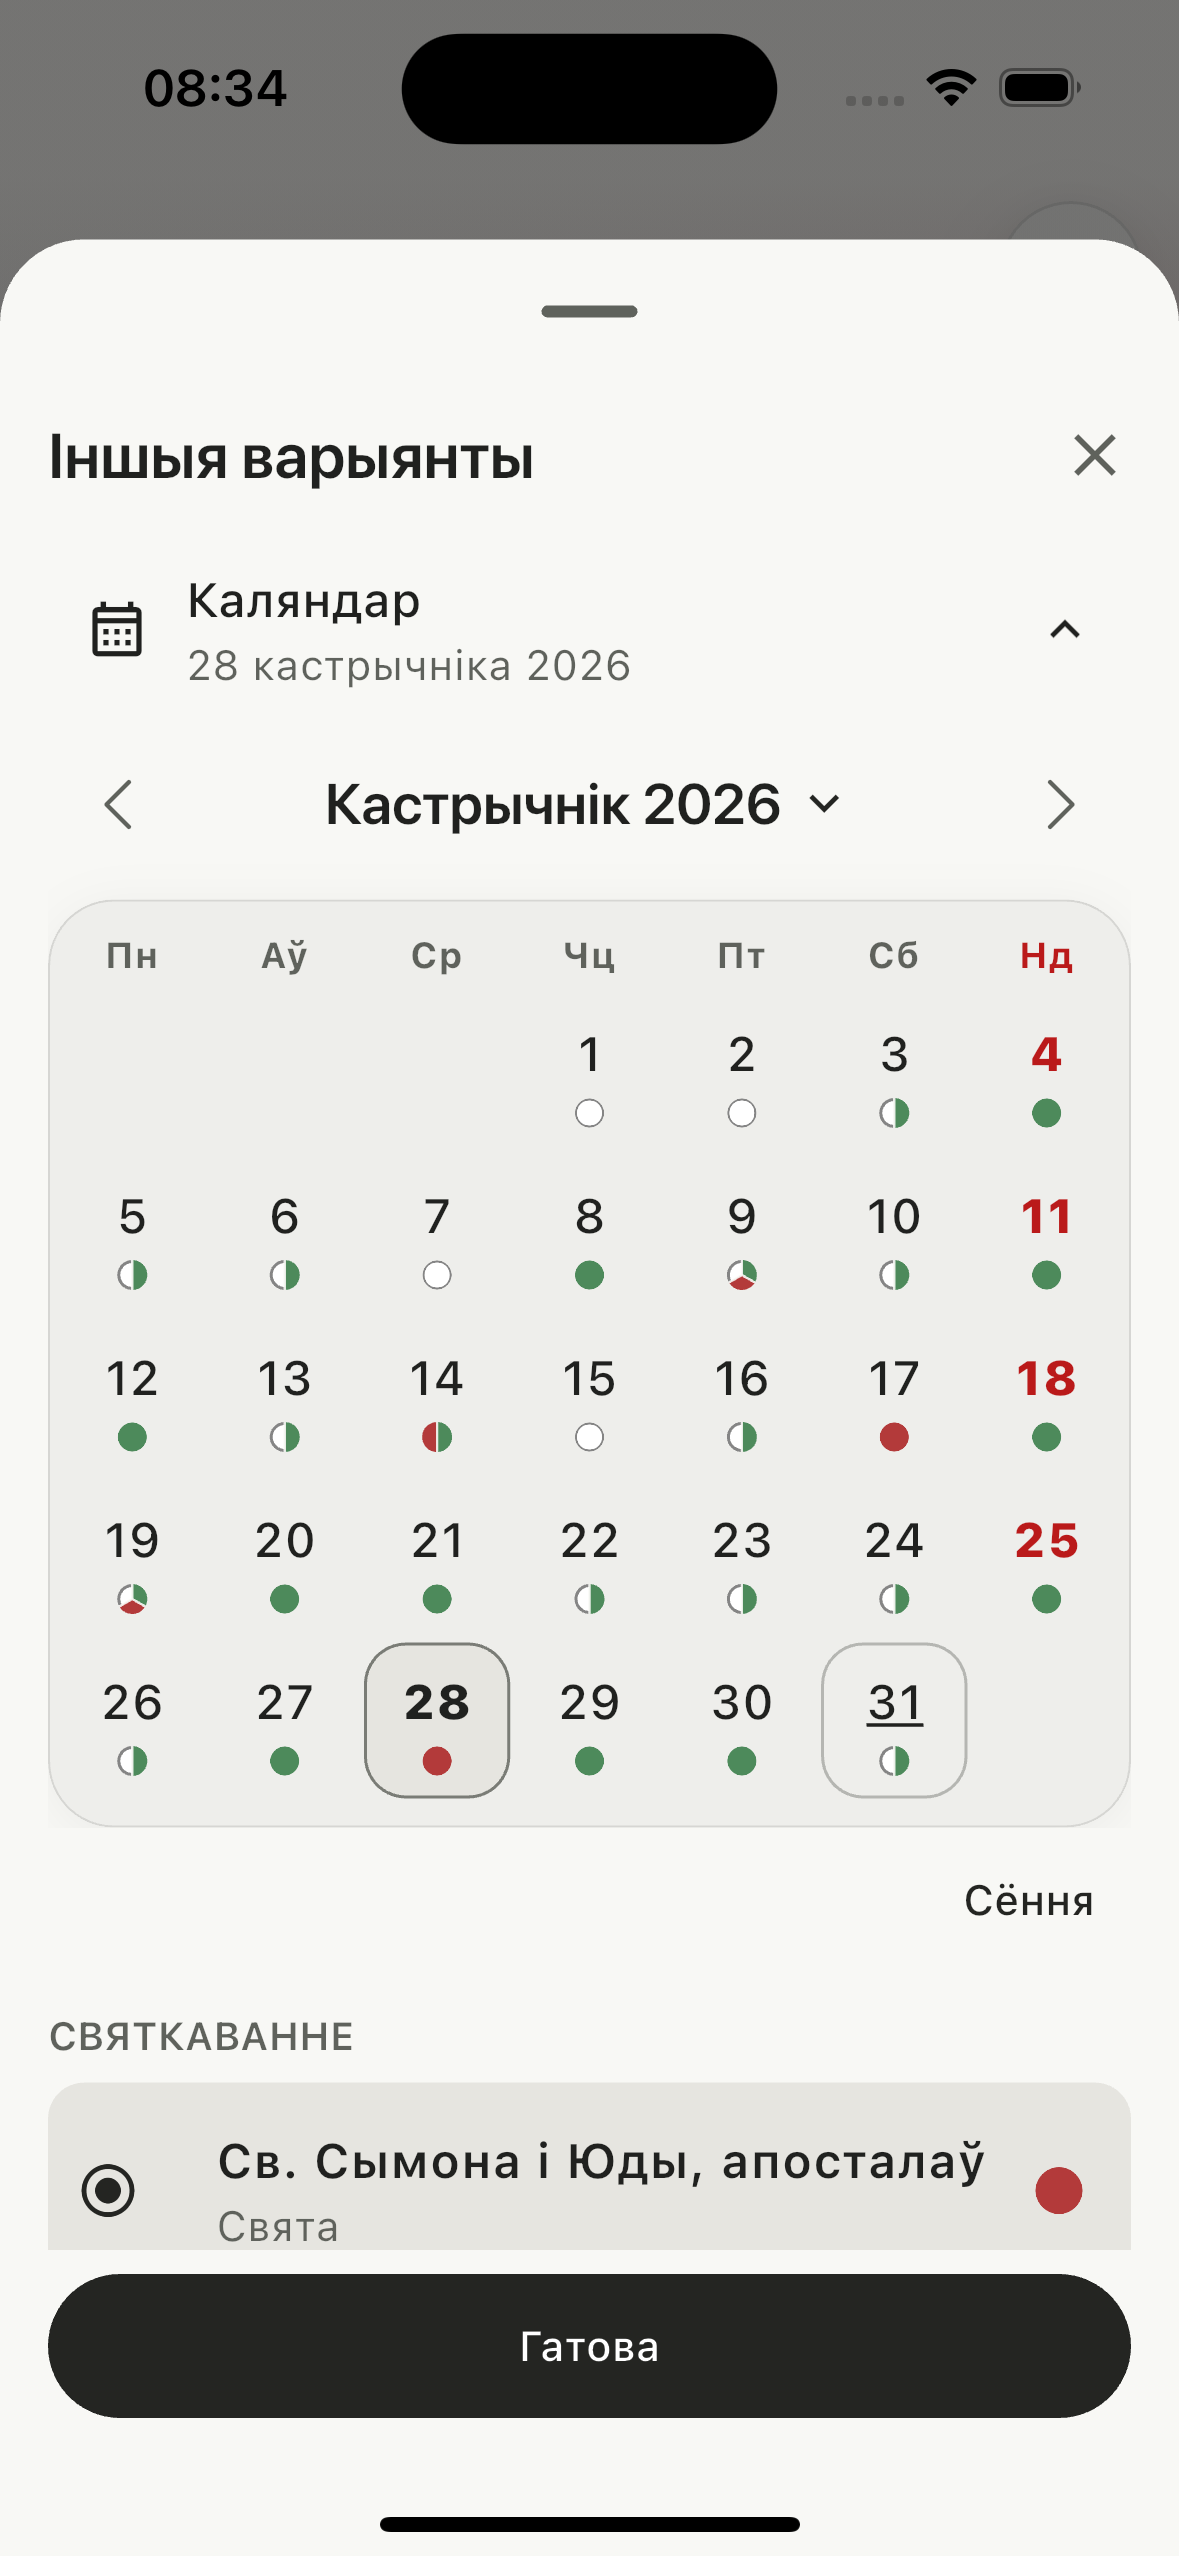 08:34
Іншыя варыянты
Каляндар
28 кастрычніка 2026
Кастрычнік 2026
Пн Аў Ср Чц Пт Сб Нд
1 2 3 4
5 6 7 8 9 10 11
12 13 14 15 16 17 18
19 20 21 22 23 24 25
26 27 28 29 30 31
Сёння
СВЯТКАВАННЕ
Св. Сымона і Юды, апосталаў
Свята
Гатова